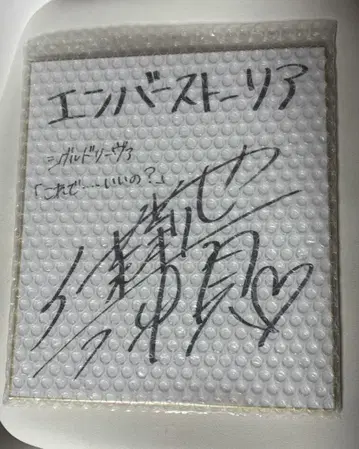 エンバーストーリア
シグルドリーヴァ
「これで……いいの?」